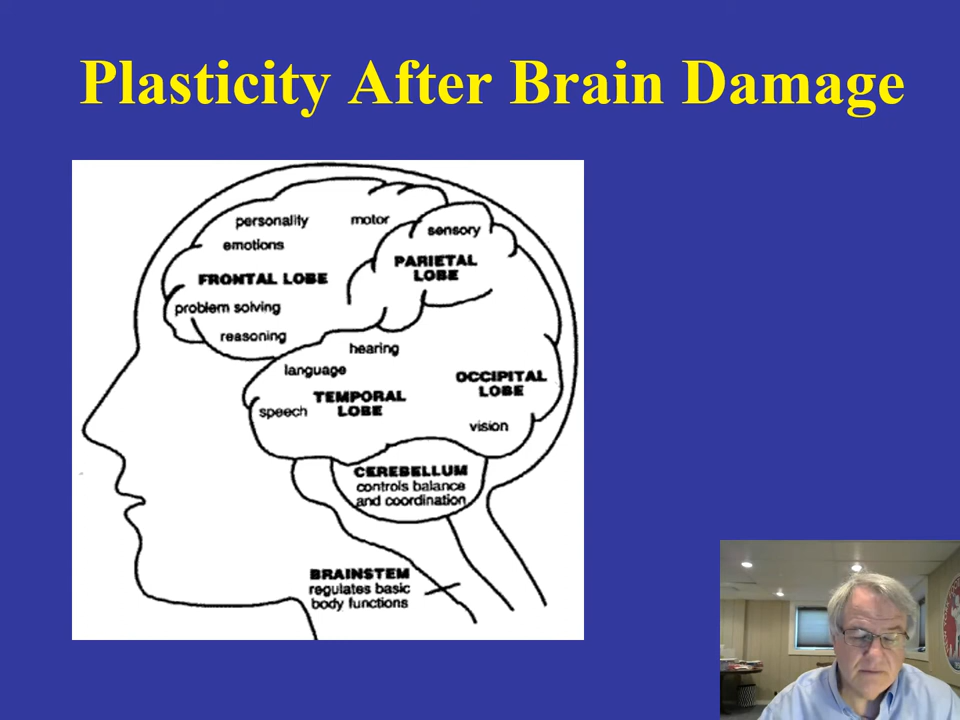 Plasticity After Brain Damage
personality
motor
sensory
emotions
PARIETAL
LOBE
FRONTAL LOBE
problem solving
reasoning
hearing
language
OCCIPITAL
LOBE
TEMPORAL
LOBE
speech
vision
CEREBELLUM
controls balance
and coordination
BRAINSTEM
regulates basic
body functions